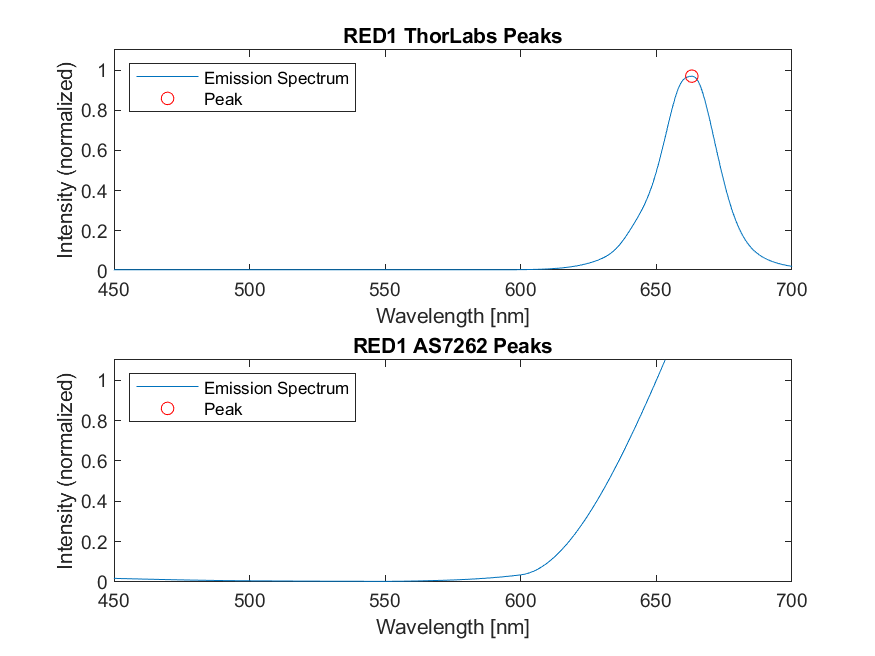 RED1 ThorLabs Peaks
Intensity (normalized)
1
0.8
0.6
0.4
0.2
0
Emission Spectrum
Peak
450 500 550 600 650 700
Wavelength [nm]
RED1 AS7262 Peaks
Intensity (normalized)
1
0.8
0.6
0.4
0.2
0
Emission Spectrum
Peak
450 500 550 600 650 700
Wavelength [nm]